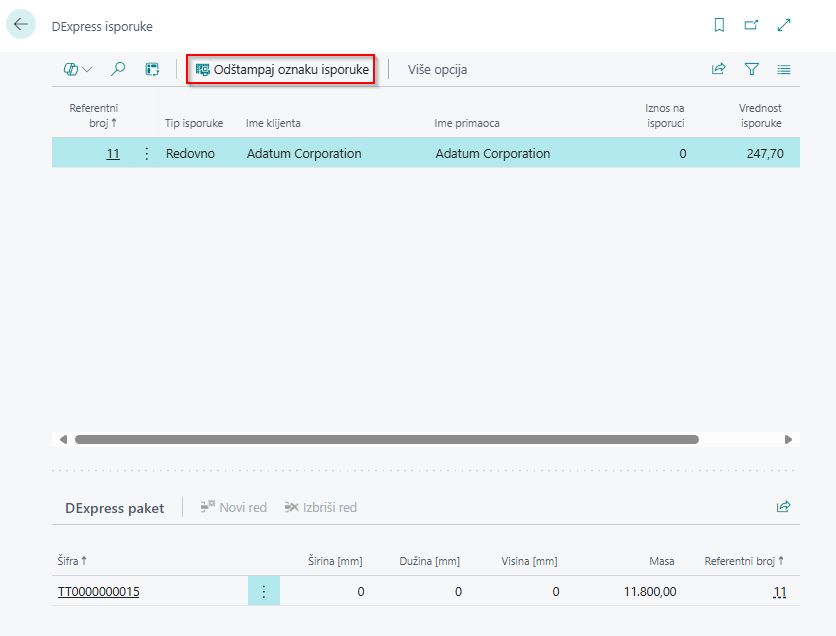 DExpress isporuke
Odštampaj oznaku isporuke Više opcija
Referentni broj↑ Tip isporuke Ime klijenta Ime primaoca Iznos na isporuci Vrednost isporuke
11 Redovno Adatum Corporation Adatum Corporation 0 247,70
DExpress paket Novi red Izbriši red
Šifra↑ Širina [mm] Dužina [mm] Visina [mm] Masa Referentni broj↑
TT0000000015 0 0 0 11.800,00 11